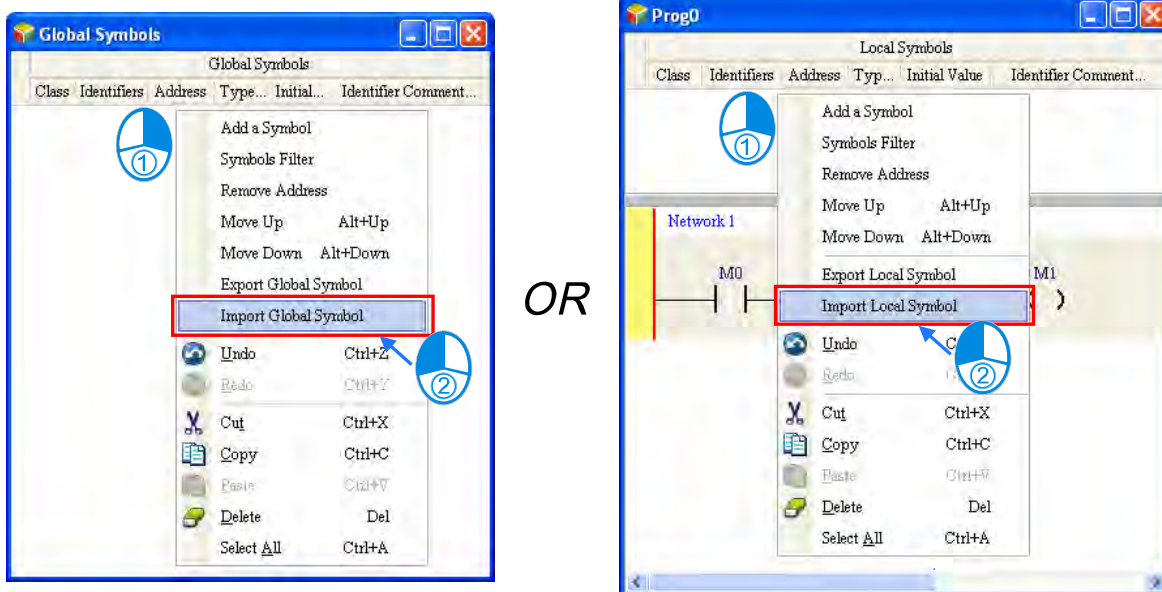 Global Symbols
Global Symbols
Class Identifiers Address Type... Initial... Identifier Comment...
①
Add a Symbol
Symbols Filter
Remove Address
Move Up Alt+Up
Move Down Alt+Down
Export Global Symbol
Import Global Symbol
Undo Ctrl+Z
②
Redo Ctrl+Y
Cut Ctrl+X
Copy Ctrl+C
Paste Ctrl+V
Delete Del
Select All Ctrl+A
OR
Prog0
Local Symbols
Class Identifiers Address Typ... Initial Value Identifier Comment...
①
Add a Symbol
Symbols Filter
Remove Address
Move Up Alt+Up
Move Down Alt+Down
Network 1
M0
M1
Export Local Symbol
Import Local Symbol
Undo
②
Redo
Cut Ctrl+X
Copy Ctrl+C
Paste Ctrl+V
Delete Del
Select All Ctrl+A